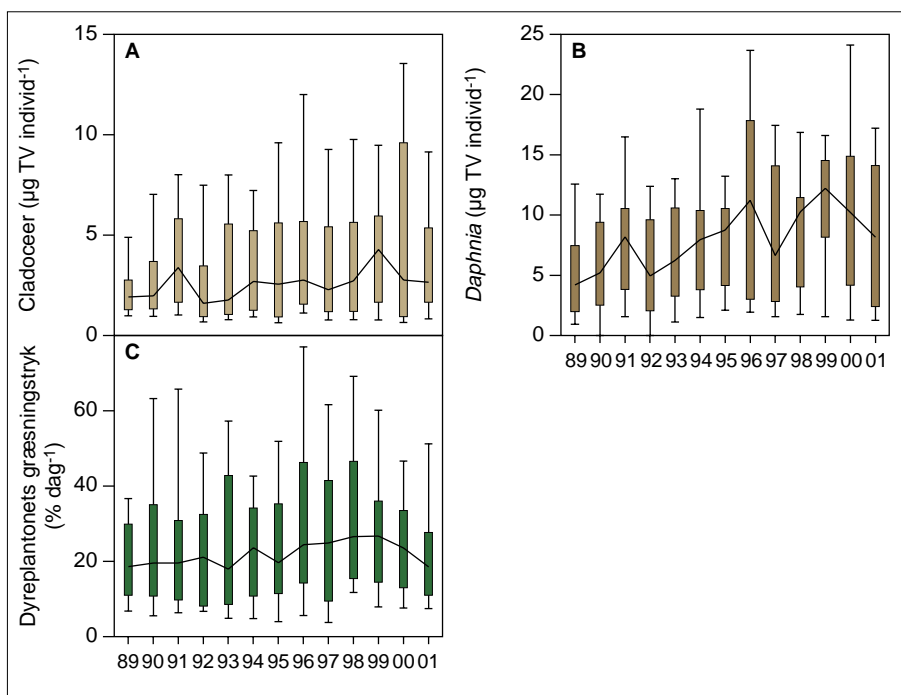 A
Cladoceer (µg TV individ-1)
15
10
5
0
B
Daphnia (µg TV individ-1)
25
20
15
10
5
0
89 90 91 92 93 94 95 96 97 98 99 00 01
C
Dyreplantonets græsningstryk
(% dag-1)
60
40
20
0
89 90 91 92 93 94 95 96 97 98 99 00 01